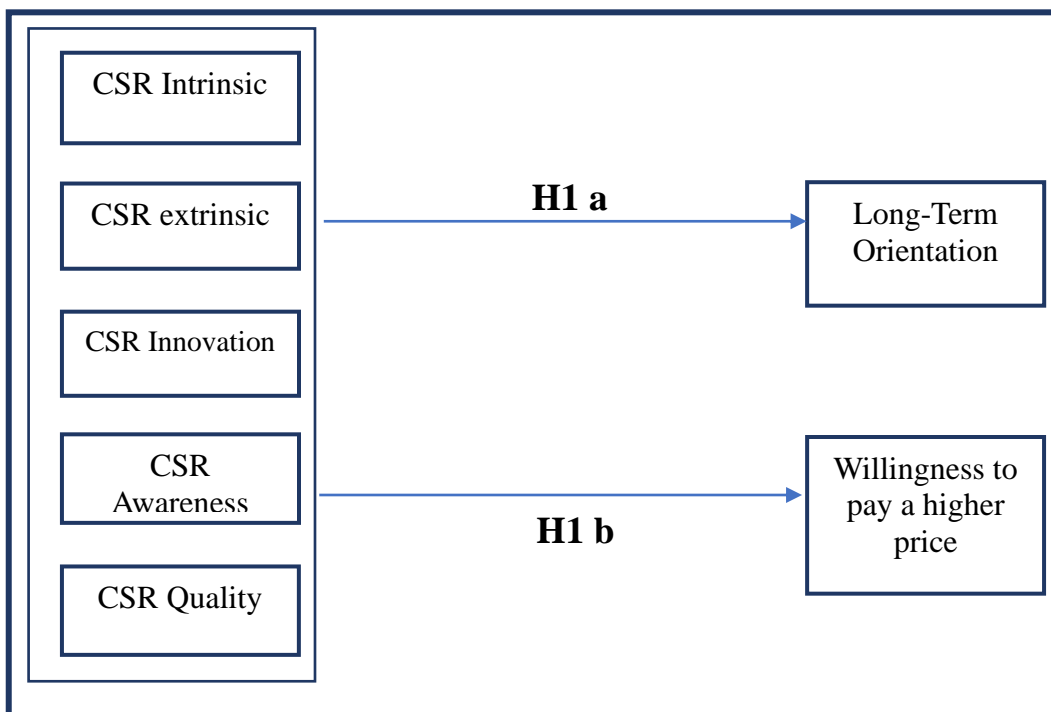 CSR Intrinsic
CSR extrinsic
CSR Innovation
CSR
Awareness
CSR Quality
H1 a
H1 b
Long-Term
Orientation
Willingness to
pay a higher
price